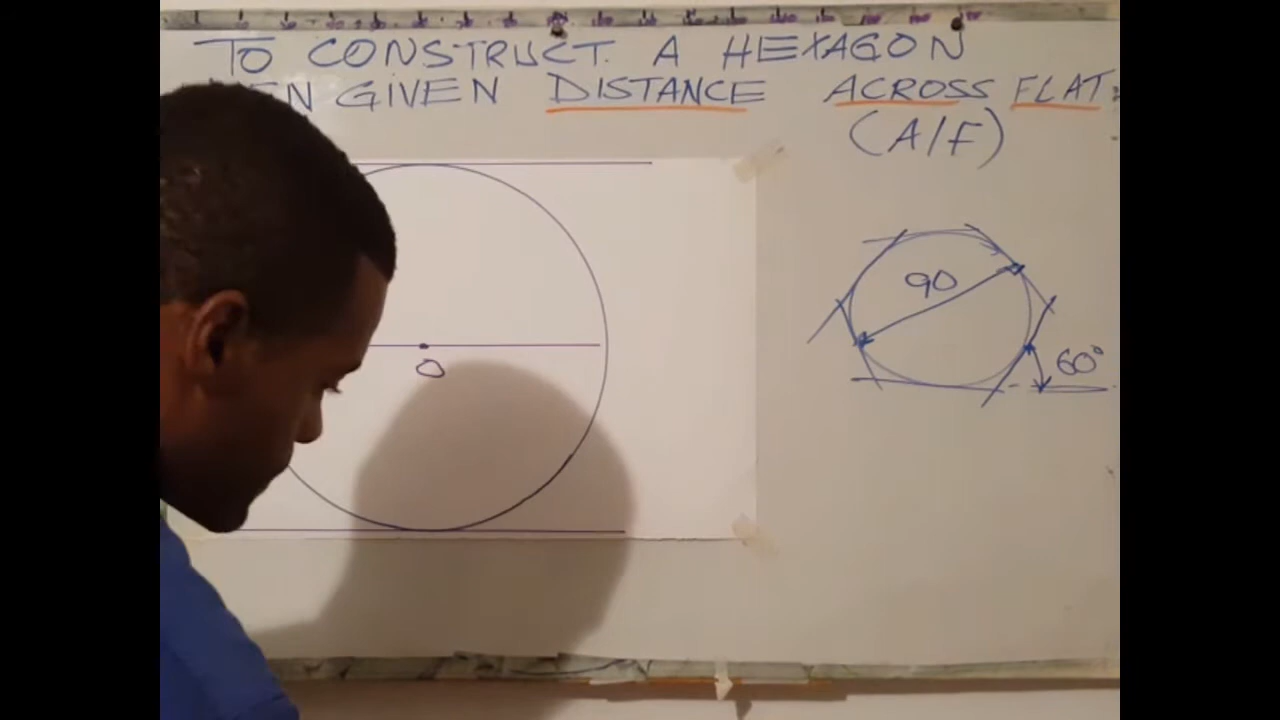 TO CONSTRUCT A HEXAGON
GIVEN DISTANCE ACROSS FLAT
(A/F)
90
O
60°